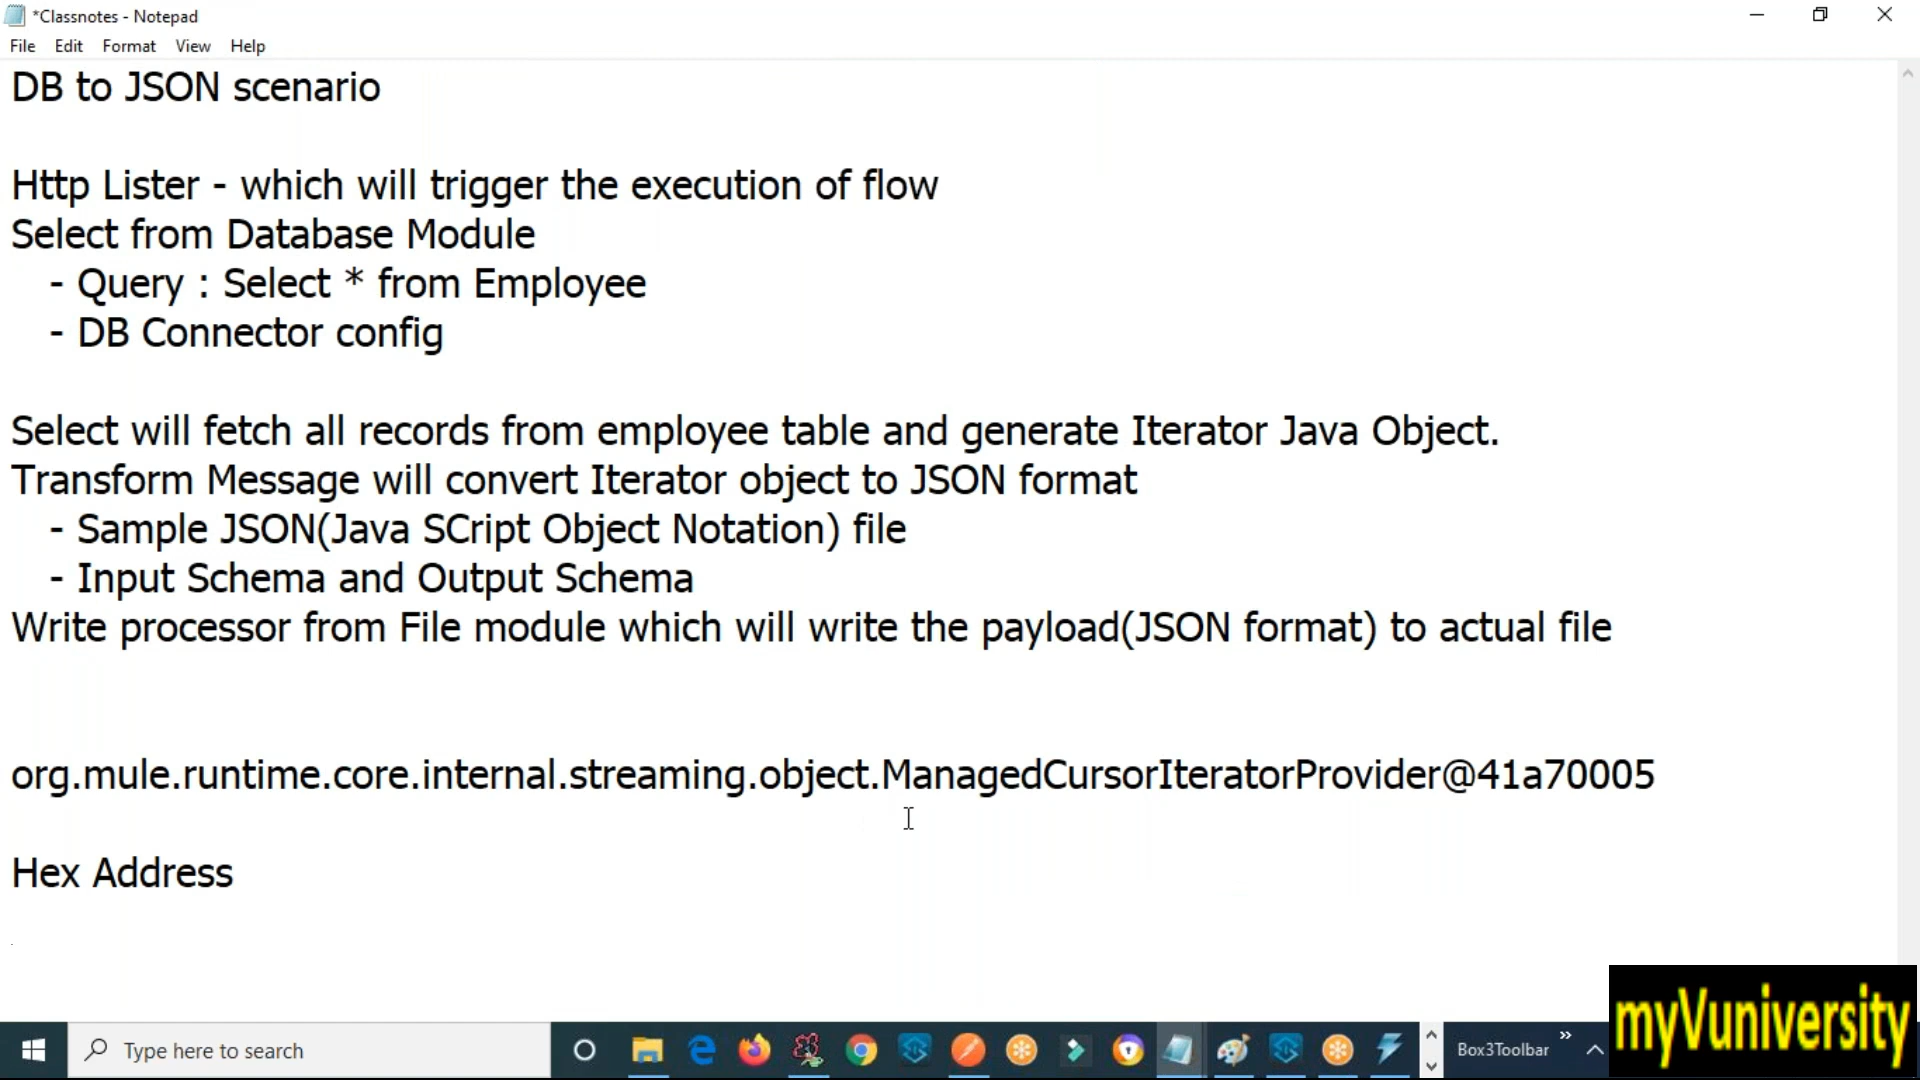 *Classnotes - Notepad
File Edit Format View Help
DB to JSON scenario
Http Lister - which will trigger the execution of flow
Select from Database Module
- Query : Select * from Employee
- DB Connector config
Select will fetch all records from employee table and generate Iterator Java Object.
Transform Message will convert Iterator object to JSON format
- Sample JSON(Java SCript Object Notation) file
- Input Schema and Output Schema
Write processor from File module which will write the payload(JSON format) to actual file
org.mule.runtime.core.internal.streaming.object.ManagedCursorIteratorProvider@41a70005
Hex Address
Type here to search
Box3Toolbar
myVuniversity